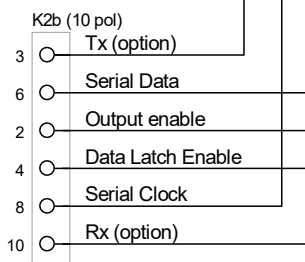 K2b (10 pol)
3 Tx (option)
6 Serial Data
2 Output enable
4 Data Latch Enable
8 Serial Clock
10 Rx (option)